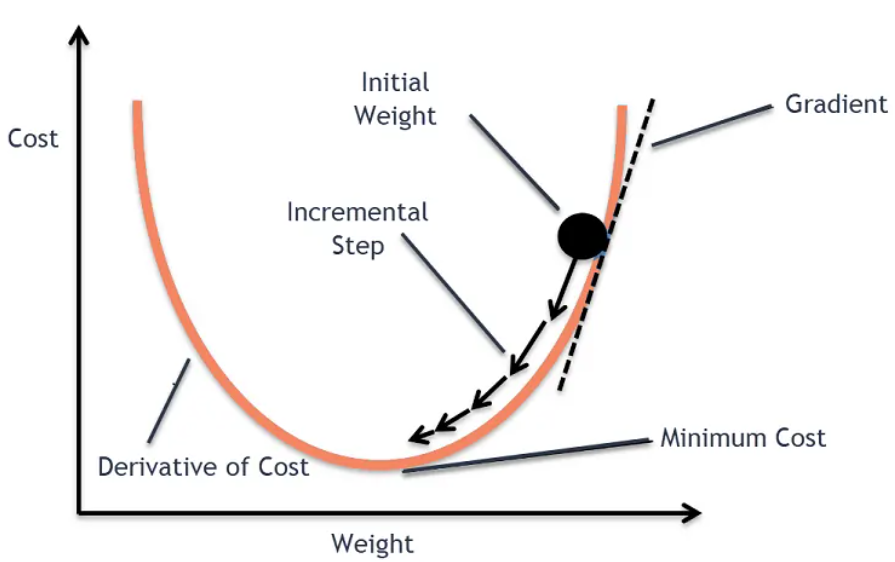 Initial
Weight
Gradient
Cost
Incremental
Step
Minimum Cost
Derivative of Cost
Weight